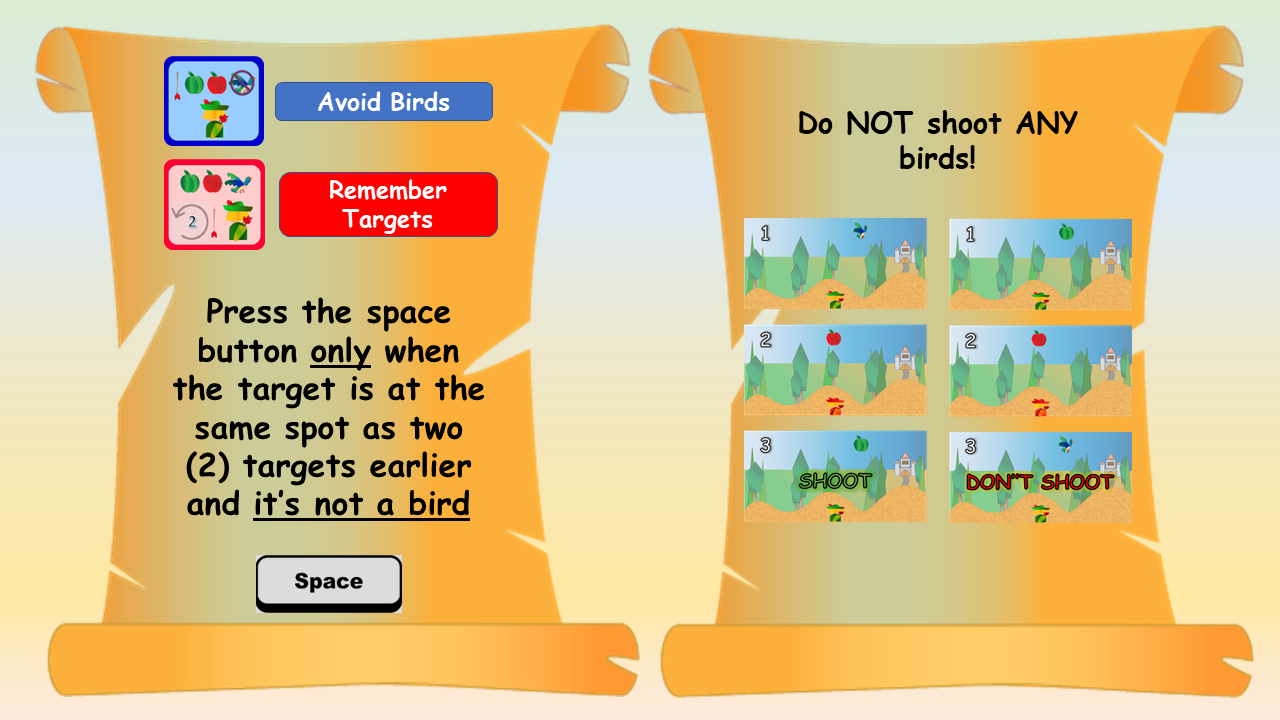 2
Avoid Birds
Remember
Targets
Press the space
button only when
the target is at the
same spot as two
(2) targets earlier
and it's not a bird
Space
Do NOT shoot ANY
birds!
1
1
2
2
3
SHOOT
3
DON"T SHOOT